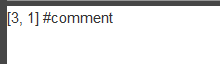 [3, 1] #comment